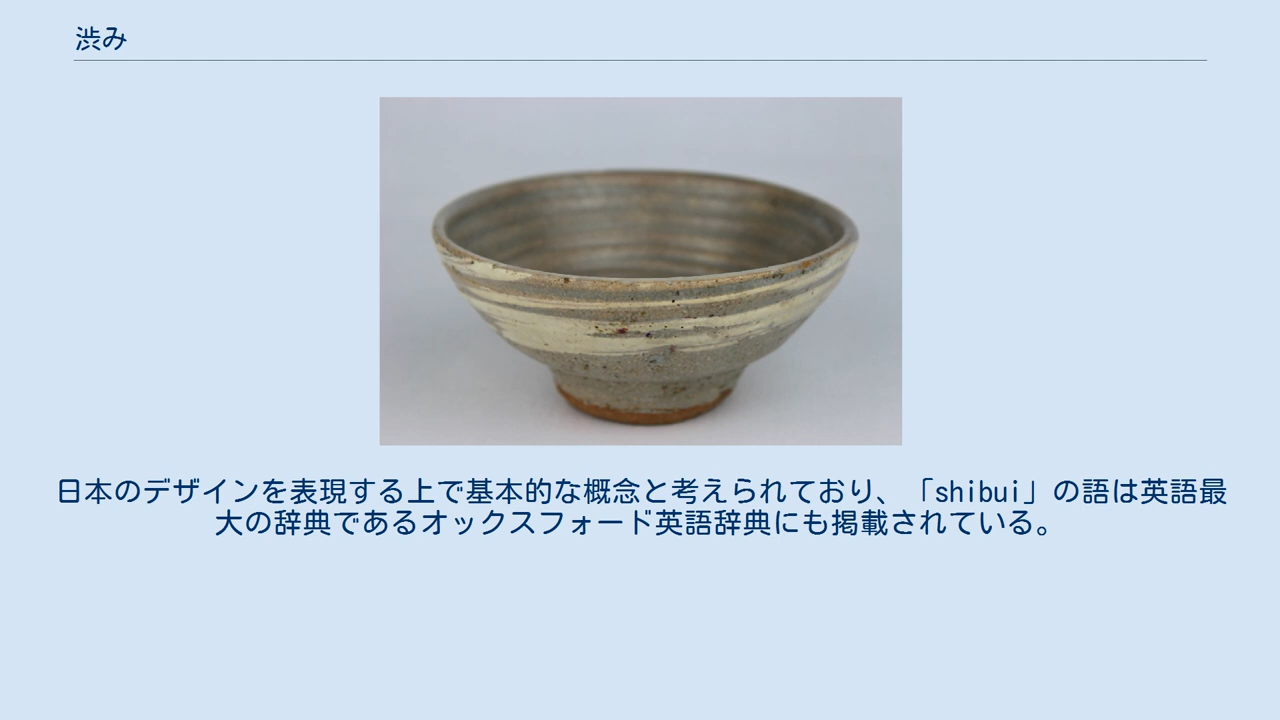 渋み
日本のデザインを表現する上で基本的な概念と考えられており、「shibui」の語は英語最
大の辞典であるオックスフォード英語辞典にも掲載されている。